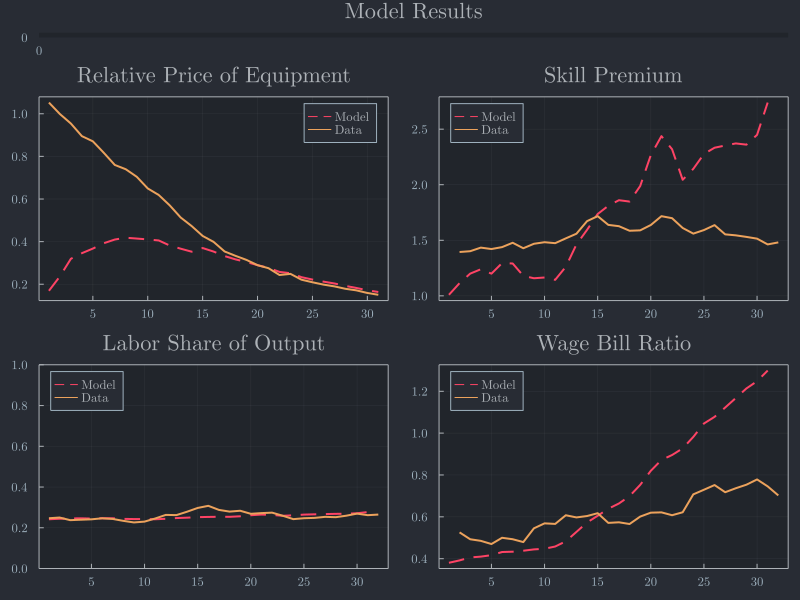 Model Results
0
0
Relative Price of Equipment
Skill Premium
1.0
0.8
0.6
0.4
0.2
Model
Data
5 10 15 20 25 30
2.5
2.0
1.5
1.0
Model
Data
5 10 15 20 25 30
Labor Share of Output
Wage Bill Ratio
1.0
0.8
0.6
0.4
0.2
0.0
Model
Data
5 10 15 20 25 30
1.2
1.0
0.8
0.6
0.4
Model
Data
5 10 15 20 25 30